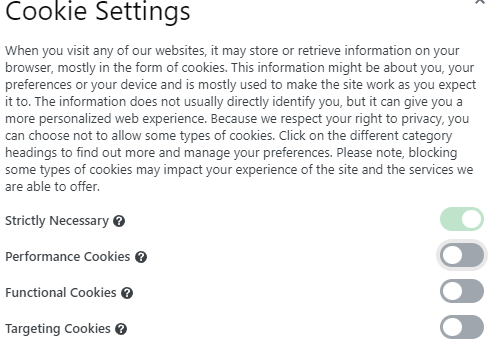 Cookie Settings
When you visit any of our websites, it may store or retrieve information on your
browser, mostly in the form of cookies. This information might be about you, your
preferences or your device and is mostly used to make the site work as you expect
it to. The information does not usually directly identify you, but it can give you a
more personalized web experience. Because we respect your right to privacy, you
can choose not to allow some types of cookies. Click on the different category
headings to find out more and manage your preferences. Please note, blocking
some types of cookies may impact your experience of the site and the services we
are able to offer.
Strictly Necessary ?
Performance Cookies ?
Functional Cookies ?
Targeting Cookies ?